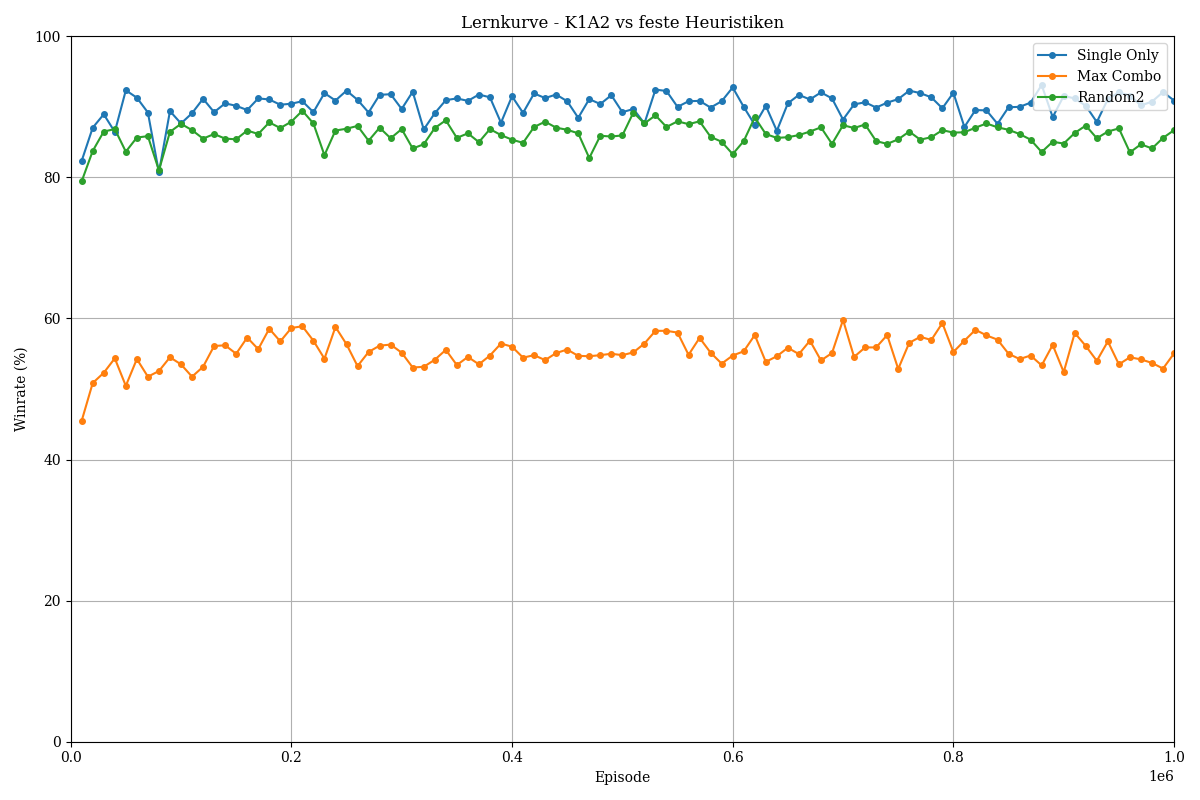 Lernkurve - K1A2 vs feste Heuristiken
100
80
60
40
20
0
Winrate (%)
Single Only
Max Combo
Random2
0.0
0.2
0.4
0.6
0.8
1.0
1e6
Episode